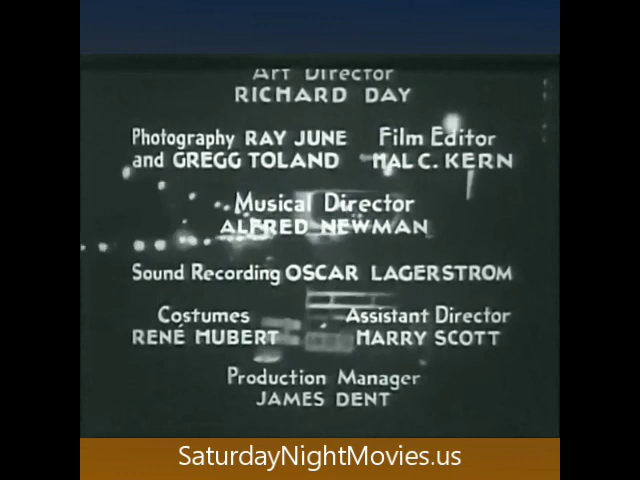 Art Director
RICHARD DAY
Photography RAY JUNE Film Editor
and GREGG TOLAND HAL C. KERN
Musical Director
ALFRED NEWMAN
Sound Recording OSCAR LAGERSTROM
Costumes Assistant Director
RENÉ HUBERT HARRY SCOTT
Production Manager
JAMES DENT
SaturdayNightMovies.us